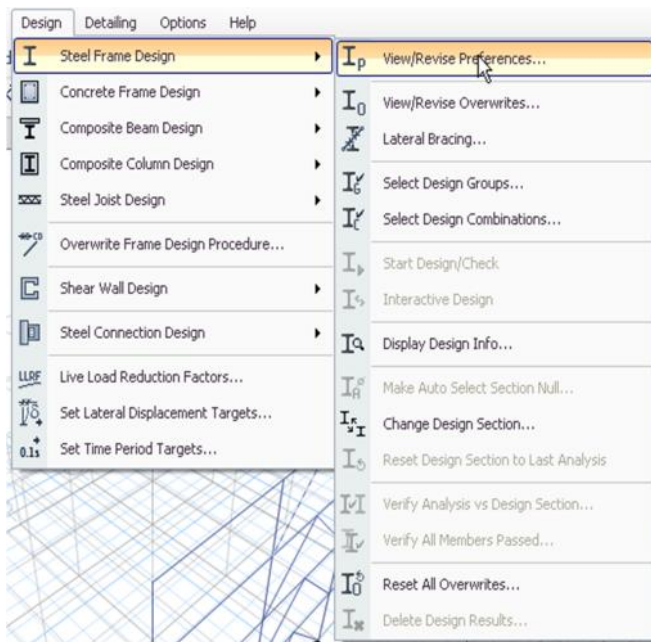 Design Detailing Options Help
Steel Frame Design
Concrete Frame Design
Composite Beam Design
Composite Column Design
Steel Joist Design
Overwrite Frame Design Procedure...
Shear Wall Design
Steel Connection Design
LLRF Live Load Reduction Factors...
Set Lateral Displacement Targets...
0.1s Set Time Period Targets...
View/Revise Preferences...
View/Revise Overwrites...
Lateral Bracing...
Select Design Groups...
Select Design Combinations...
Start Design/Check
Interactive Design
Display Design Info...
Make Auto Select Section Null...
Change Design Section...
Reset Design Section to Last Analysis
Verify Analysis vs Design Section...
Verify All Members Passed...
Reset All Overwrites...
Delete Design Results...